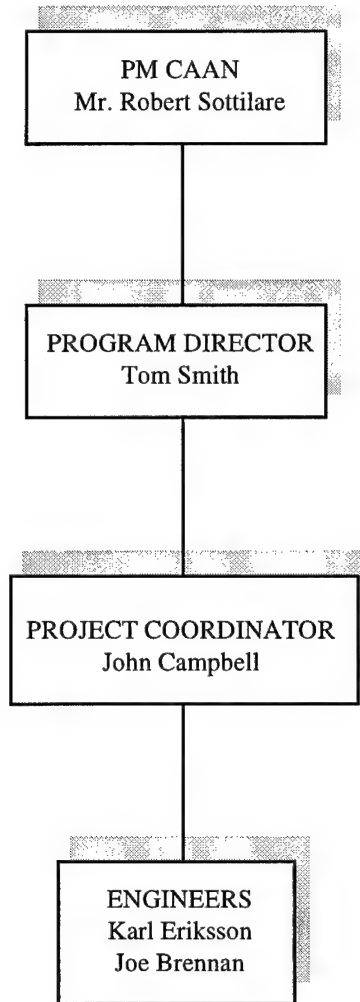 PM CAAN
Mr. Robert Sottilare
PROGRAM DIRECTOR
Tom Smith
PROJECT COORDINATOR
John Campbell
ENGINEERS
Karl Eriksson
Joe Brennan